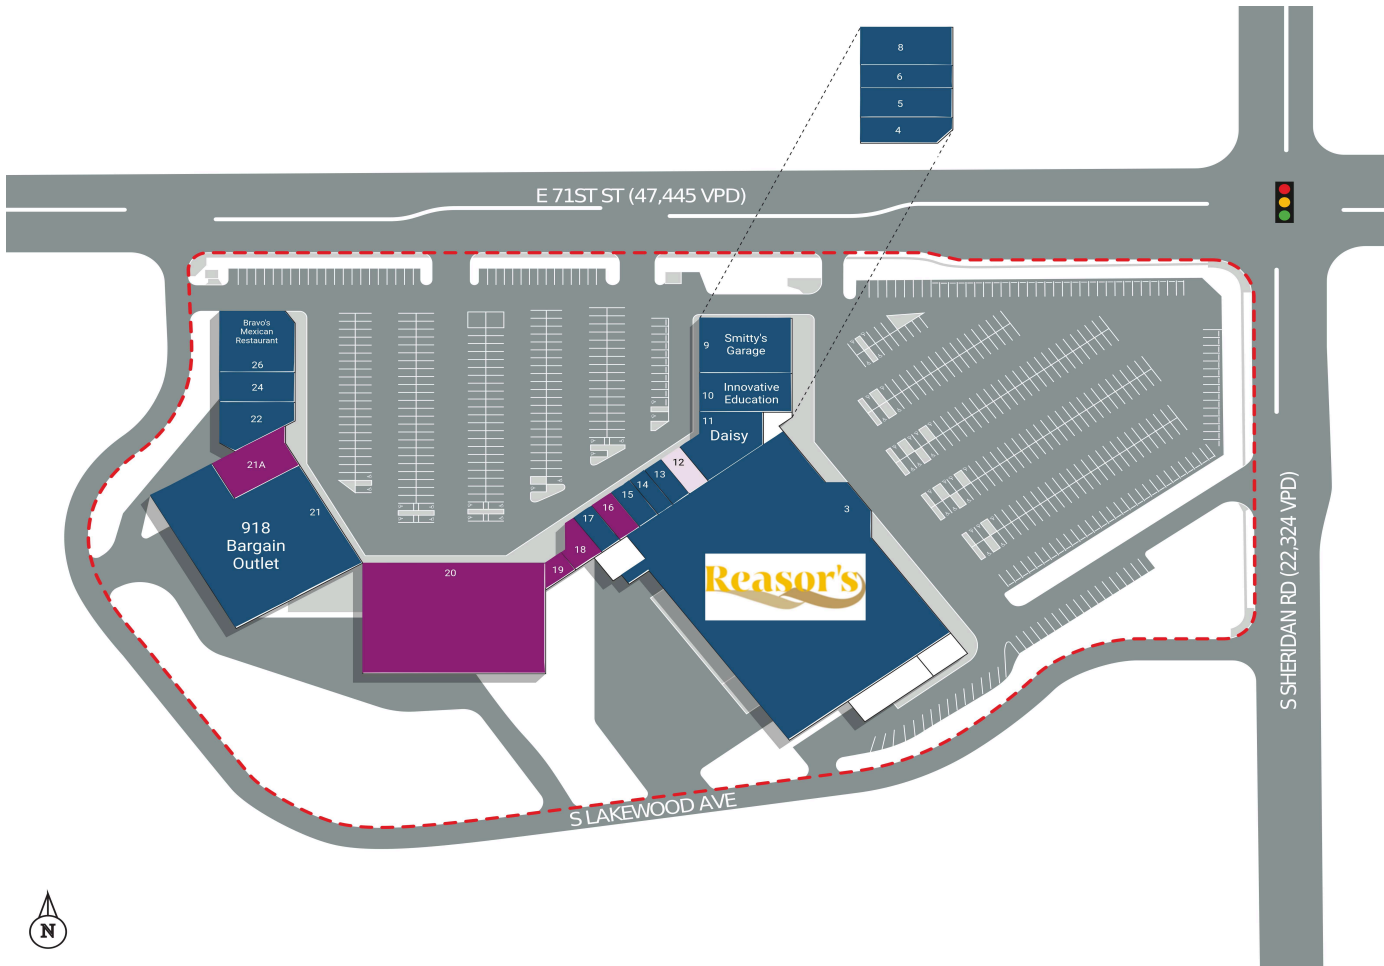 8
6
5
4
E 71ST ST (47,445 VPD)
Bravo's
Mexican
Restaurant
26
24
22
21A
21
918
Bargain
Outlet
20
19
18
17
16
15
14
13
12
9
Smitty's
Garage
10
Innovative
Education
11
Daisy
3
Reasor's
S SHERIDAN RD (22,324 VPD)
S LAKEWOOD AVE
N